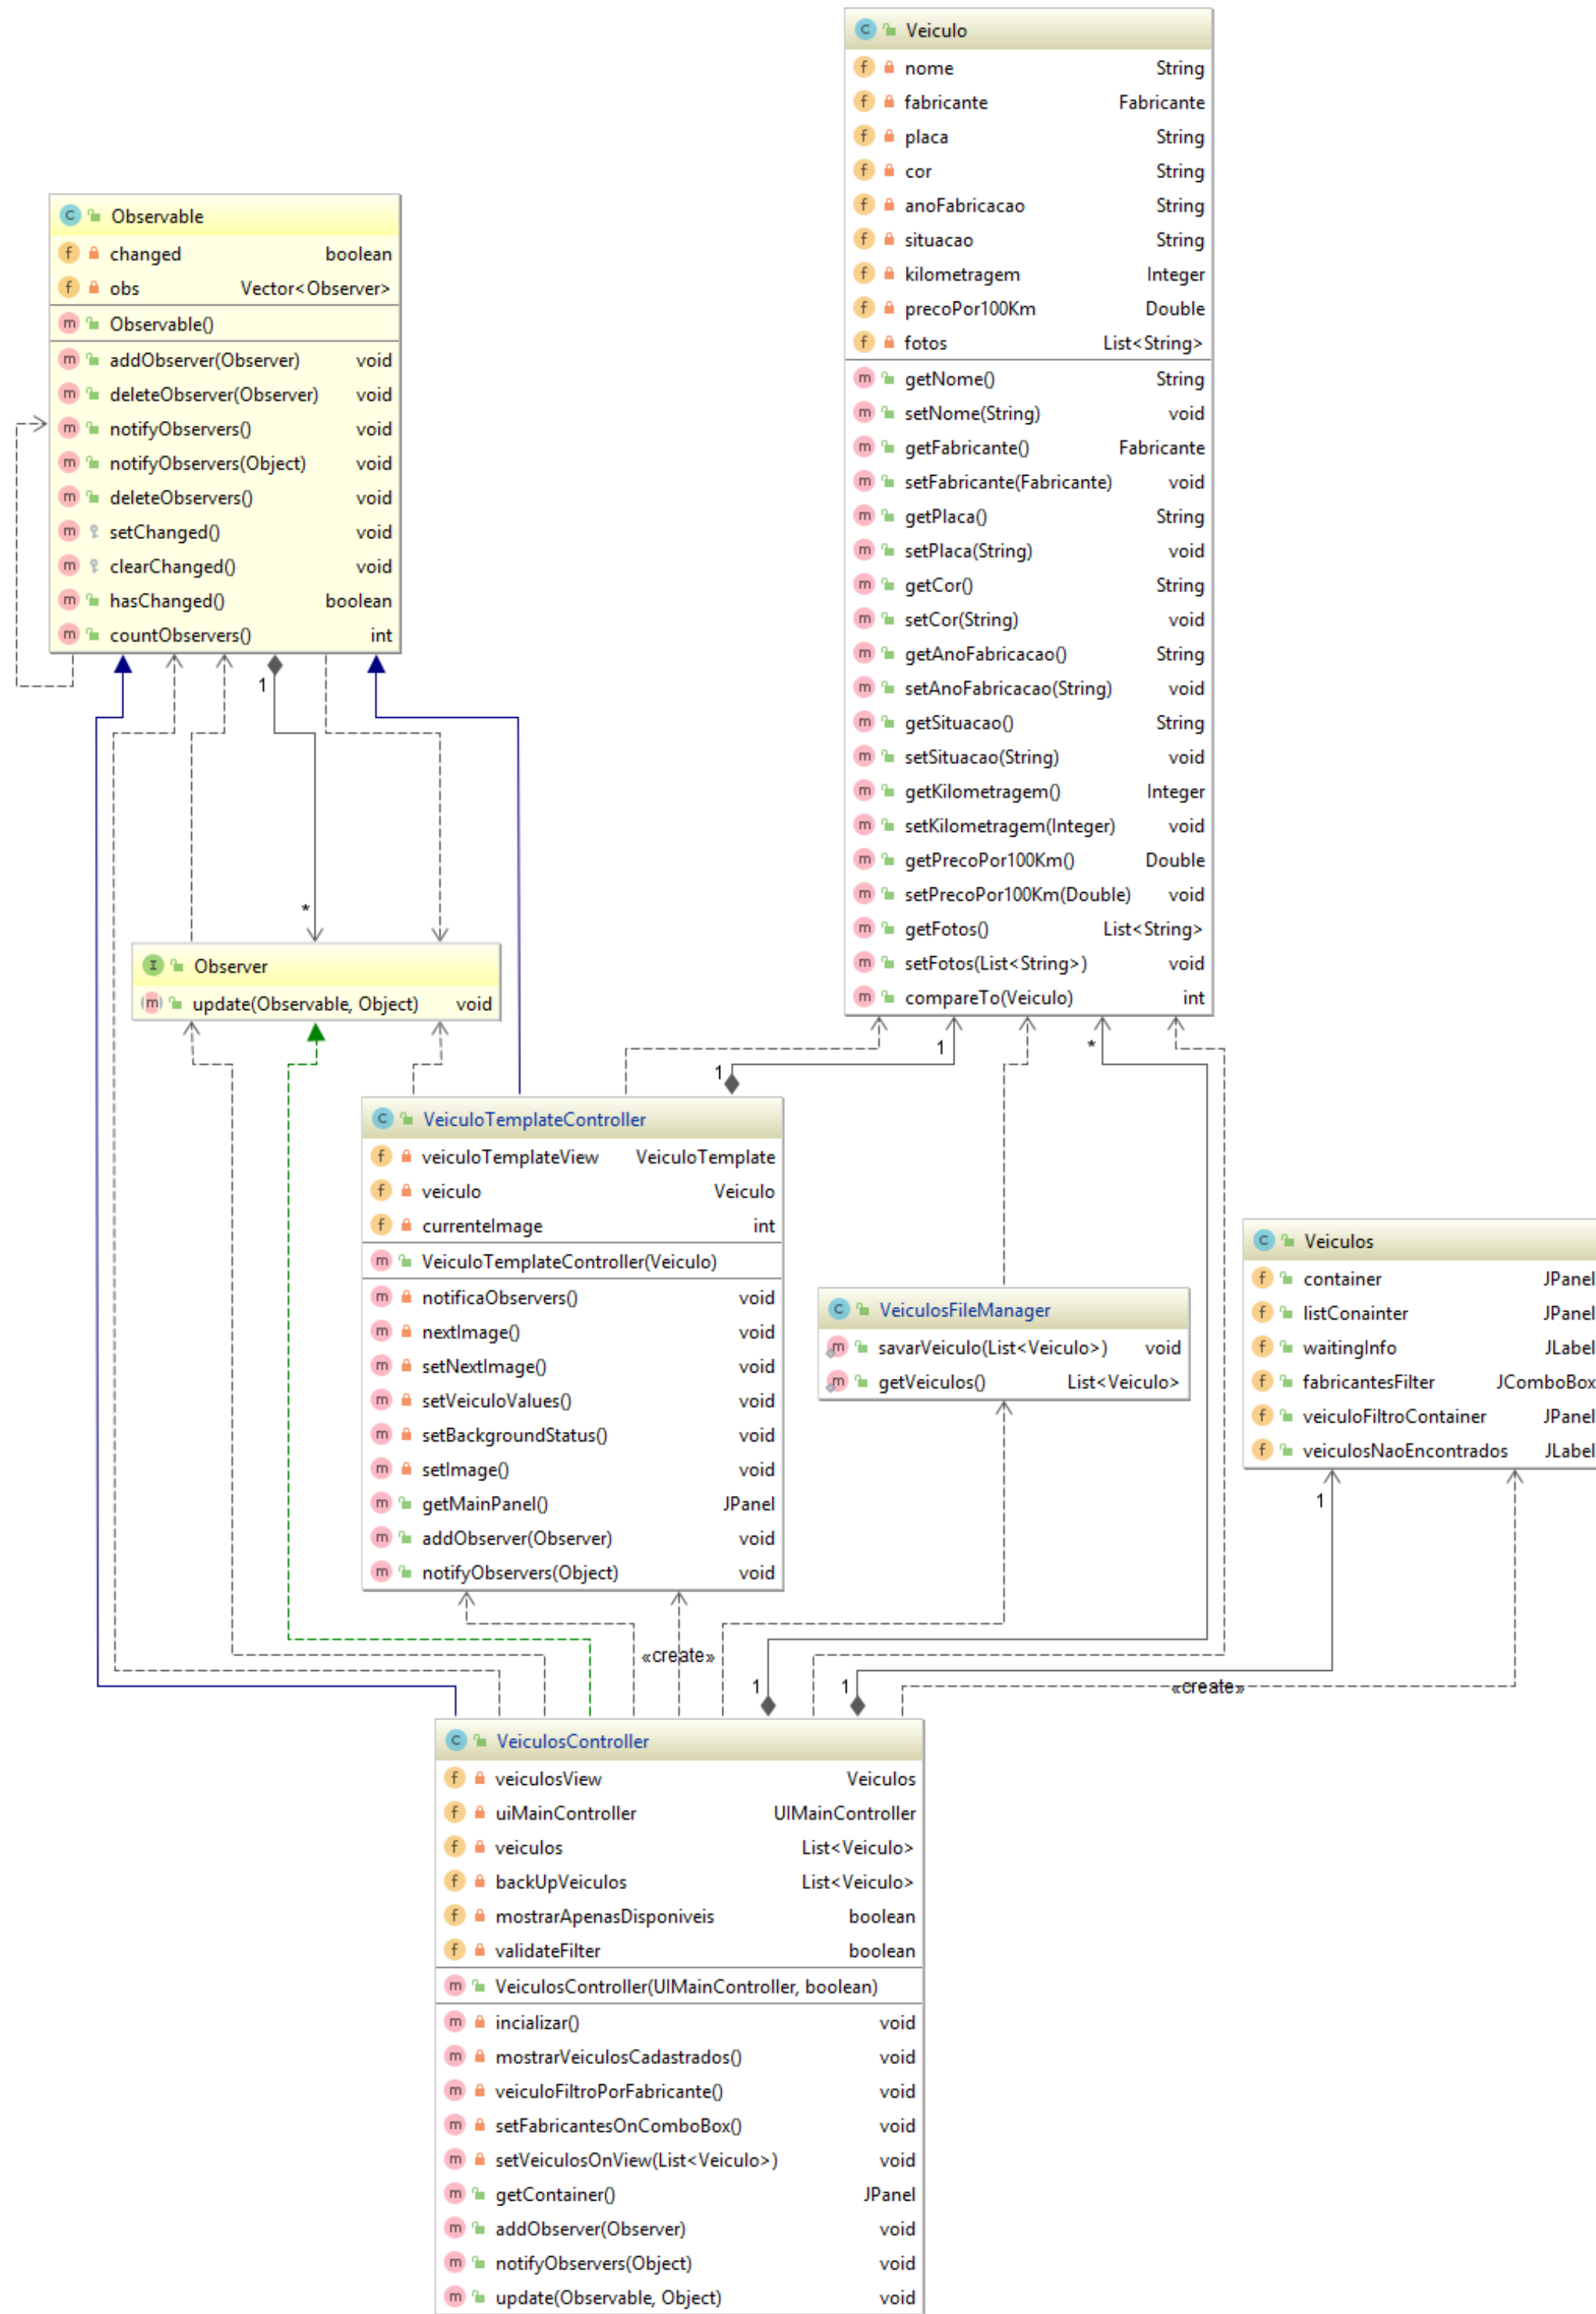 Veiculo
nome String
fabricante Fabricante
placa String
cor String
anoFabricacao String
situacao String
kilometragem Integer
precoPor100Km Double
fotos List<String>
getNome() String
setNome(String) void
getFabricante() Fabricante
setFabricante(Fabricante) void
getPlaca() String
setPlaca(String) void
getCor() String
setCor(String) void
getAnoFabricacao() String
setAnoFabricacao(String) void
getSituacao() String
setSituacao(String) void
getKilometragem() Integer
setKilometragem(Integer) void
getPrecoPor100Km() Double
setPrecoPor100Km(Double) void
getFotos() List<String>
setFotos(List<String>) void
compareTo(Veiculo) int
Observable
changed boolean
obs Vector<Observer>
Observable()
addObserver(Observer) void
deleteObserver(Observer) void
notifyObservers() void
notifyObservers(Object) void
deleteObservers() void
setChanged() void
clearChanged() void
hasChanged() boolean
countObservers() int
1
*
Observer
update(Observable, Object) void
1
1
*
VeiculoTemplateController
veiculoTemplateView VeiculoTemplate
veiculo Veiculo
currenteImage int
VeiculoTemplateController(Veiculo)
notificaObservers() void
nextImage() void
setNextImage() void
setVeiculoValues() void
setBackgroundStatus() void
setImage() void
getMainPanel() JPanel
addObserver(Observer) void
notifyObservers(Object) void
VeiculosFileManager
savarVeiculo(List<Veiculo>) void
getVeiculos() List<Veiculo>
Veiculos
container JPanel
listConainter JPanel
waitingInfo JLabel
fabricantesFilter JComboBox
veiculoFiltroContainer JPanel
veiculosNaoEncontrados JLabel
1
«create»
1
1
«create»
VeiculosController
veiculosView Veiculos
uiMainController UIMainController
veiculos List<Veiculo>
backUpVeiculos List<Veiculo>
mostrarApenasDisponiveis boolean
validateFilter boolean
VeiculosController(UIMainController, boolean)
incializar() void
mostrarVeiculosCadastrados() void
veiculoFiltroPorFabricante() void
setFabricantesOnComboBox() void
setVeiculosOnView(List<Veiculo>) void
getContainer() JPanel
addObserver(Observer) void
notifyObservers(Object) void
update(Observable, Object) void